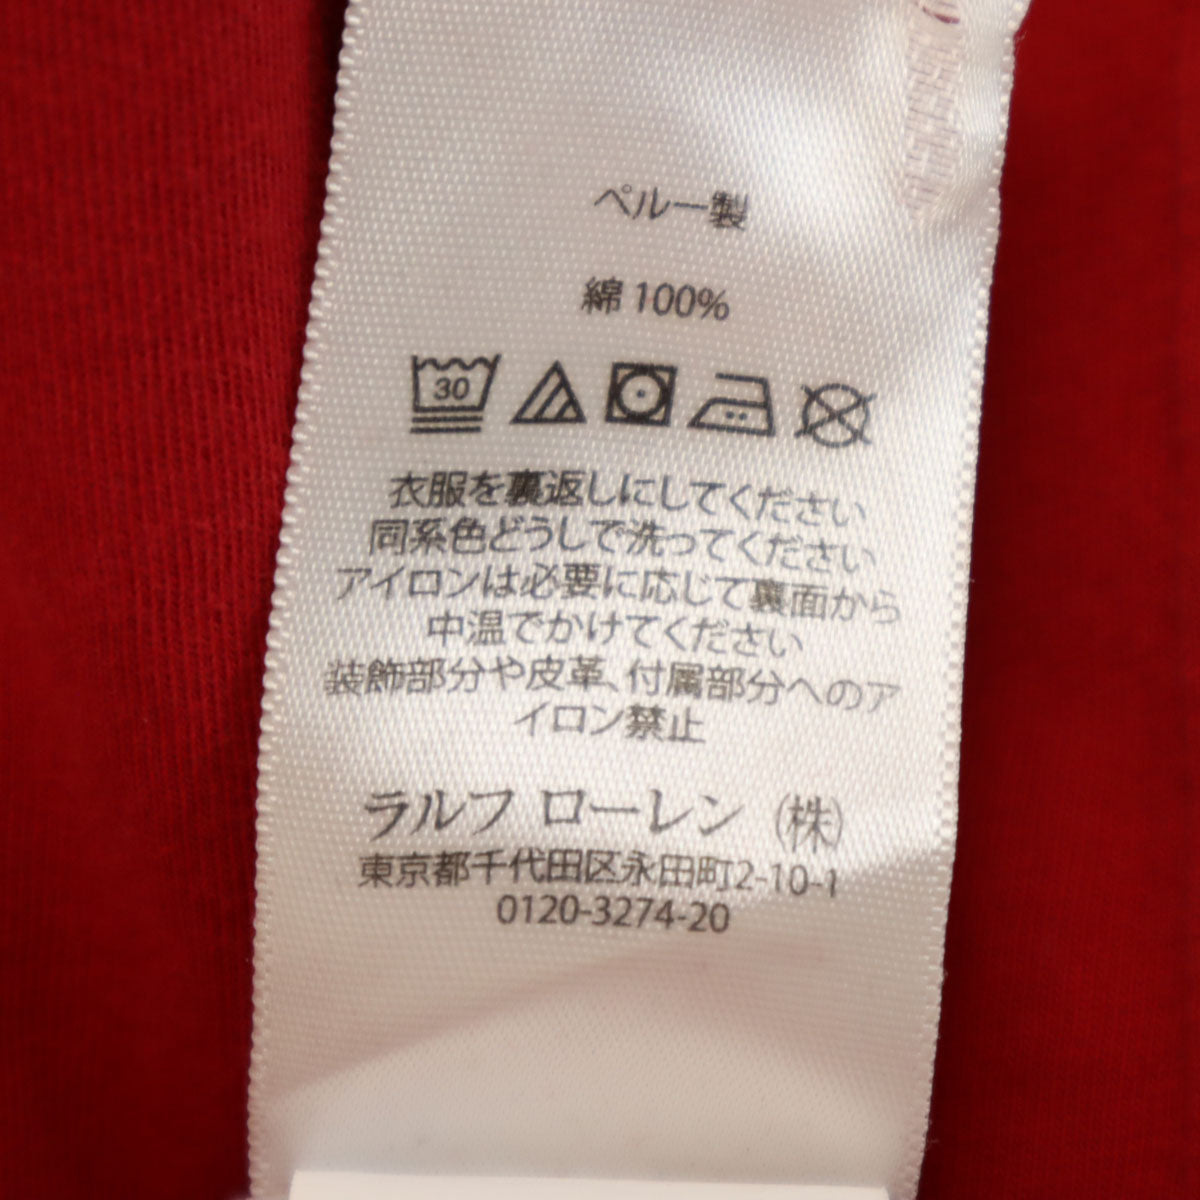 ペルー製
綿 100%
30
衣服を裏返しにしてください
同系色どうしで洗ってください
アイロンは必要に応じて裏面から
中温でかけてください
装飾部分や皮革、付属部分へのア
イロン禁止
ラルフ ローレン (株)
東京都千代田区永田町2-10-1
0120-3274-20